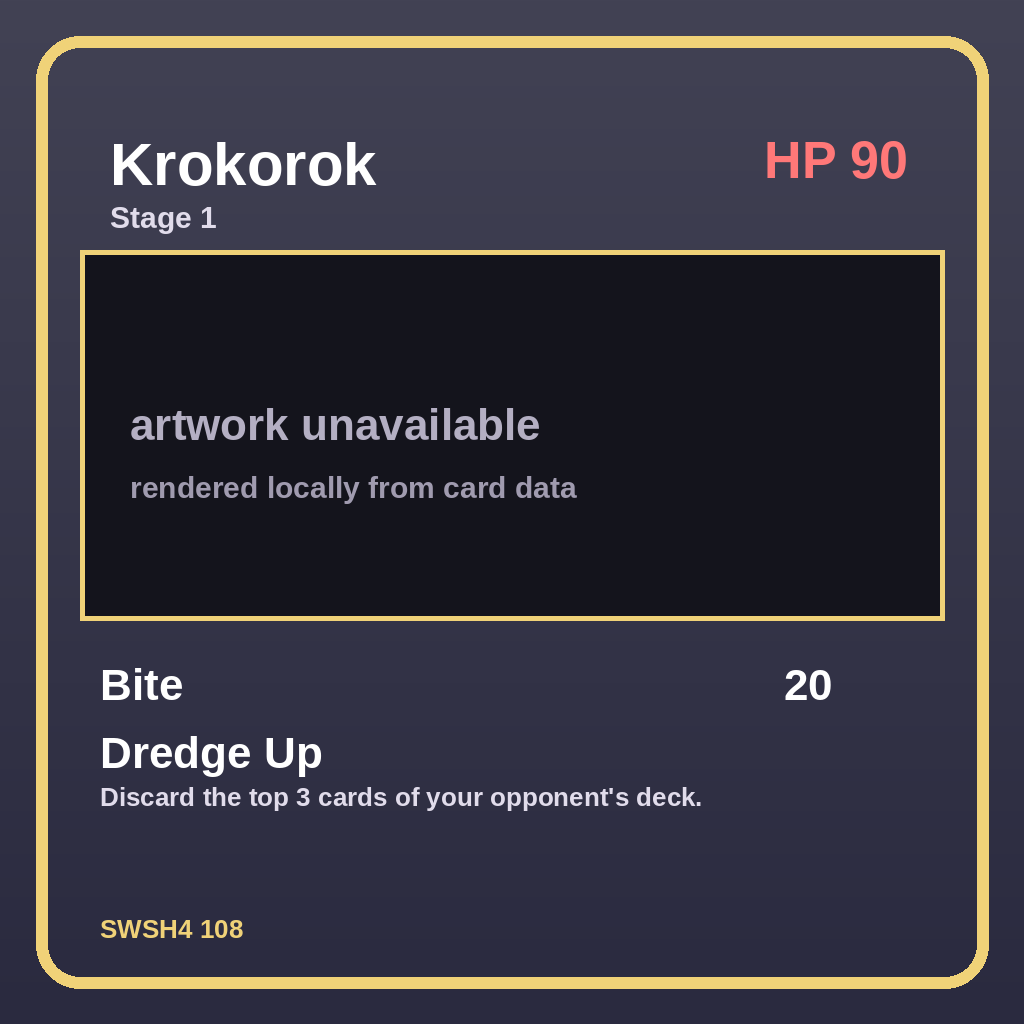 Krokorok
HP 90
Stage 1
artwork unavailable
rendered locally from card data
Bite 20
Dredge Up
Discard the top 3 cards of your opponent's deck.
SWSH4 108